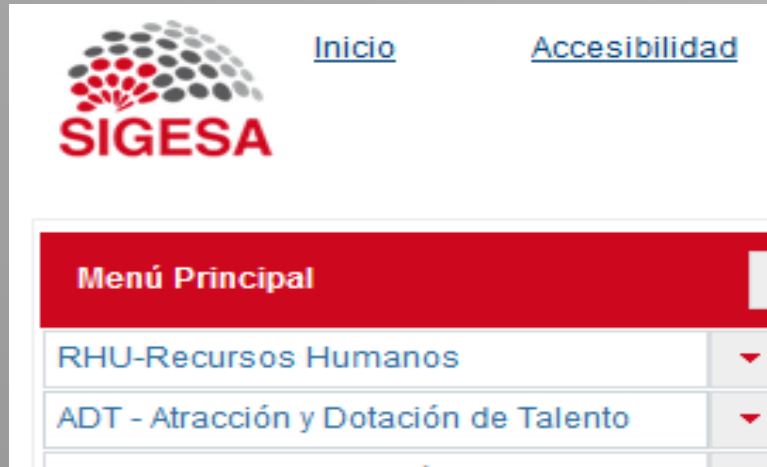 Inicio Accesibilidad
SIGESA
Menú Principal
RHU-Recursos Humanos
ADT - Atracción y Dotación de Talento